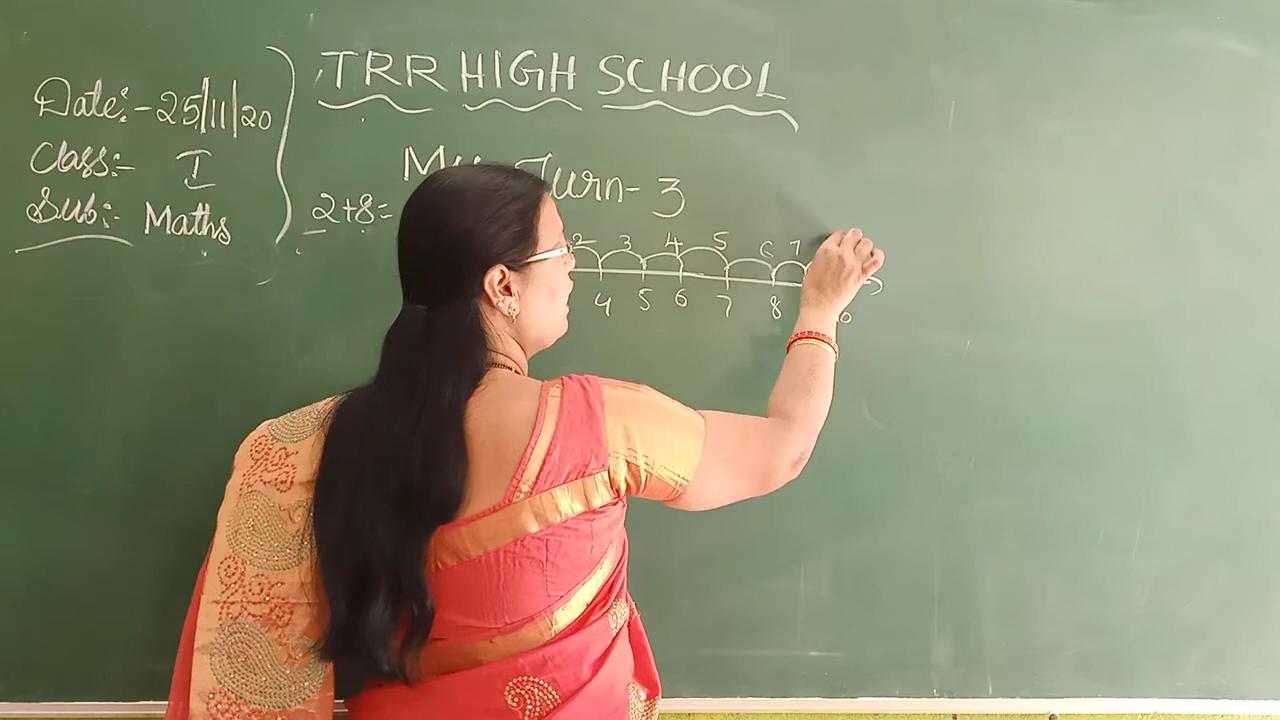 TRR HIGH SCHOOL
Date:-25/11/20
Class:- I
Sub:- Maths
Turn-3
2+8=
2 3 4 5 6 7
4 5 6 7 8